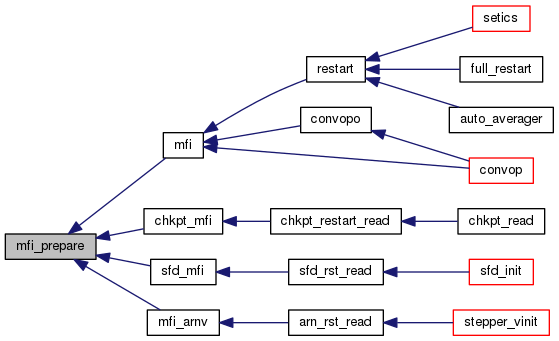 setics
restart
full_restart
convopo
auto_averager
mfi
convop
chkpt_mfi
chkpt_restart_read
chkpt_read
mfi_prepare
sfd_mfi
sfd_rst_read
sfd_init
mfi_arnv
arn_rst_read
stepper_vinit